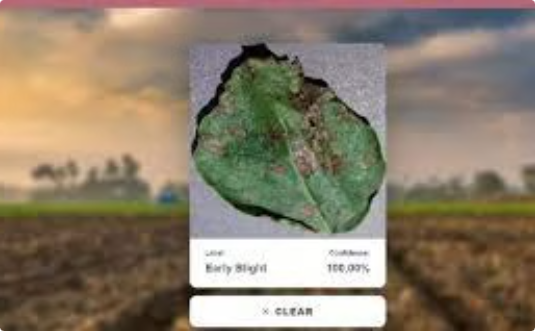 Label: Confidence:
Early Blight 100.00%
× CLEAR